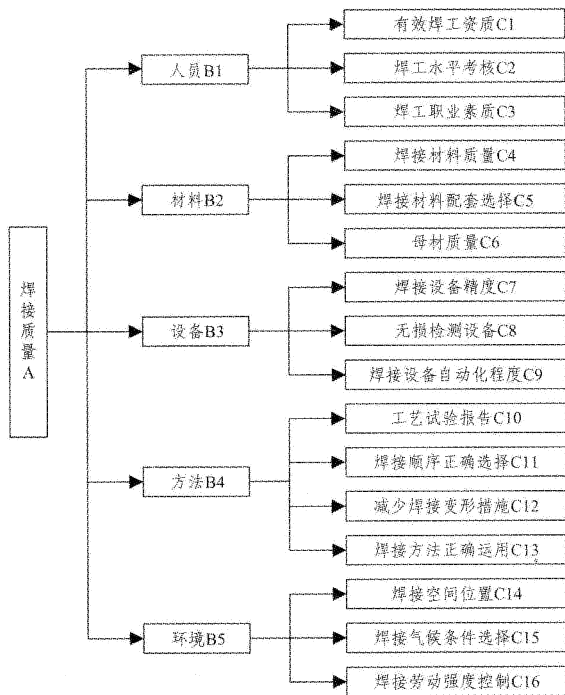 焊接质量A
人员B1
有效焊工资质C1
焊工水平考核C2
焊工职业素质C3
材料B2
焊接材料质量C4
焊接材料配套选择C5
母材质量C6
设备B3
焊接设备精度C7
无损检测设备C8
焊接设备自动化程度C9
方法B4
工艺试验报告C10
焊接顺序正确选择C11
减少焊接变形措施C12
焊接方法正确运用C13
环境B5
焊接空间位置C14
焊接气候条件选择C15
焊接劳动强度控制C16